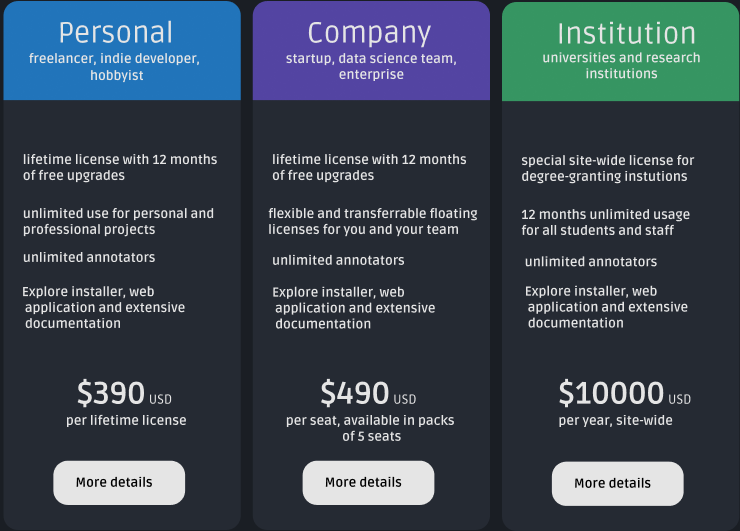 Personal
freelancer, indie developer,
hobbyist
lifetime license with 12 months
of free upgrades
unlimited use for personal and
professional projects
unlimited annotators
Explore installer, web
application and extensive
documentation
$390 USD
per lifetime license
More details
Company
startup, data science team,
enterprise
lifetime license with 12 months
of free upgrades
flexible and transferrable floating
licenses for you and your team
unlimited annotators
Explore installer, web
application and extensive
documentation
$490 USD
per seat, available in packs
of 5 seats
More details
Institution
universities and research
institutions
special site-wide license for
degree-granting instutions
12 months unlimited usage
for all students and staff
unlimited annotators
Explore installer, web
application and extensive
documentation
$10000 USD
per year, site-wide
More details